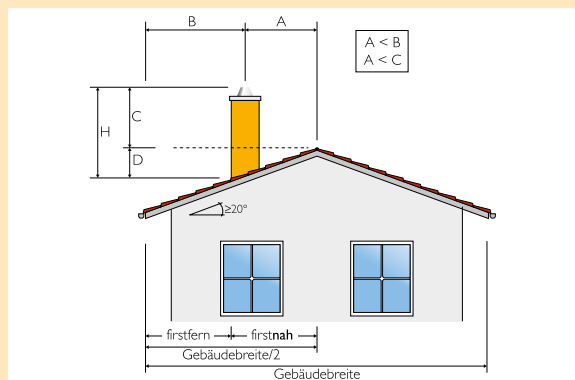 B
A
A < B
A < C
C
H
D
≥20°
firstfern
firstnah
Gebäudebreite/2
Gebäudebreite